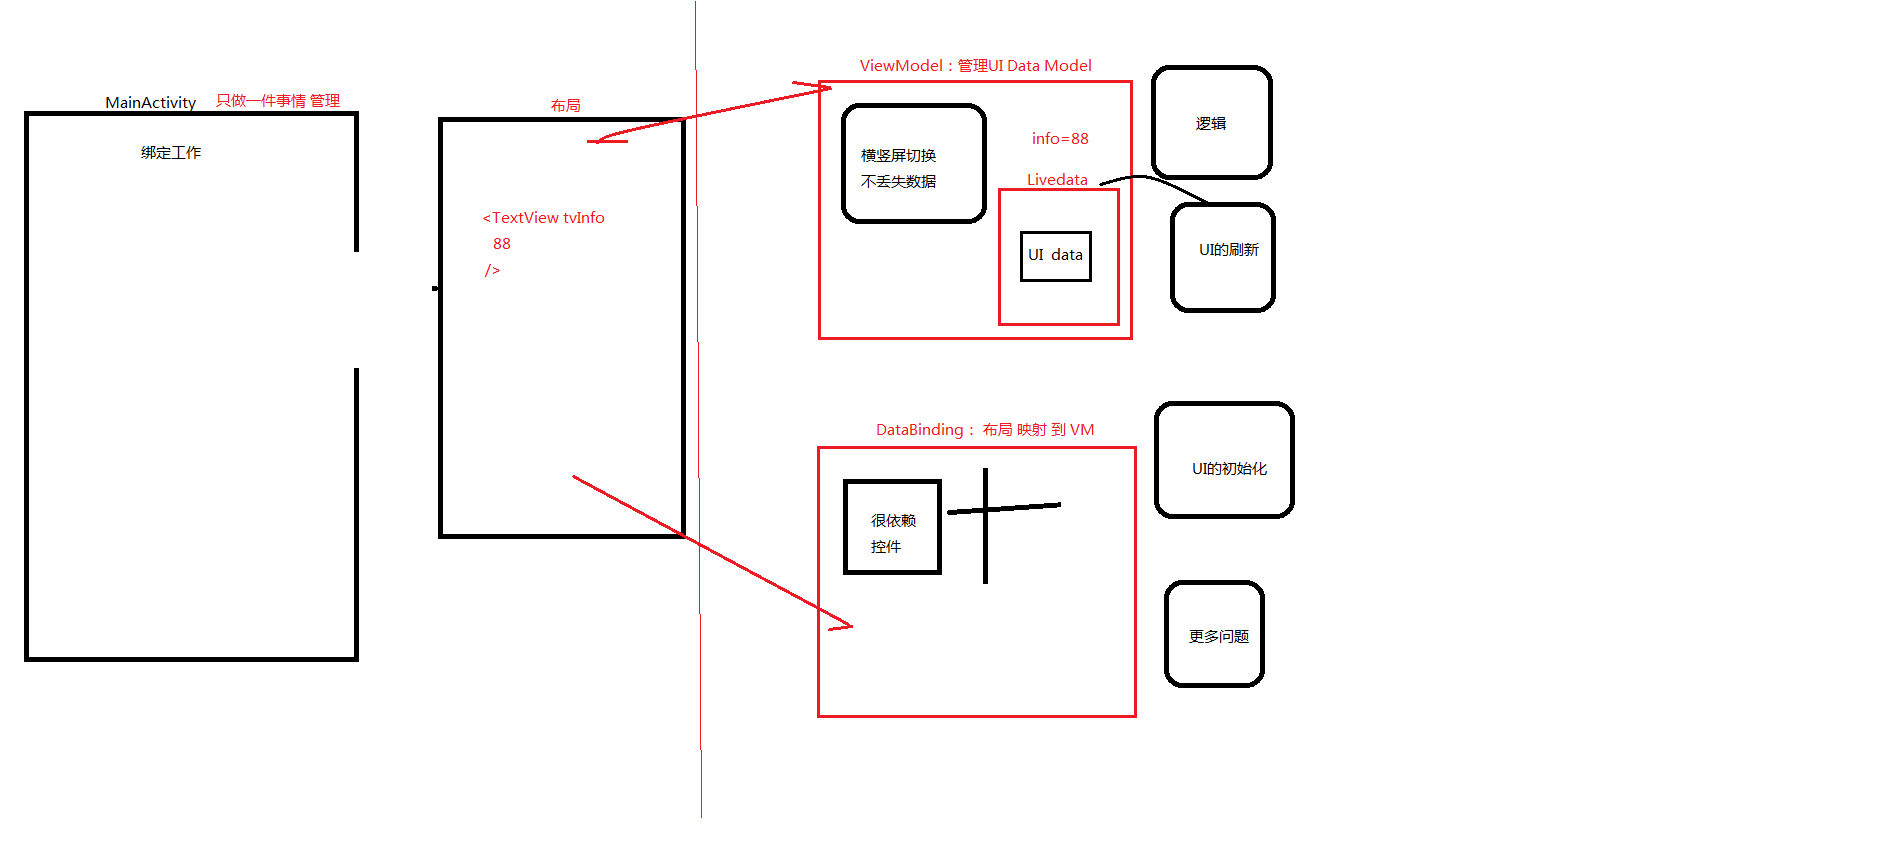 MainActivity 只做一件事情 管理
绑定工作
布局
<TextView tvInfo
88
/>
ViewModel：管理UI Data Model
横竖屏切换
不丢失数据
info=88
Livedata
UI data
逻辑
UI的刷新
DataBinding： 布局 映射 到 VM
很依赖
控件
UI的初始化
更多问题